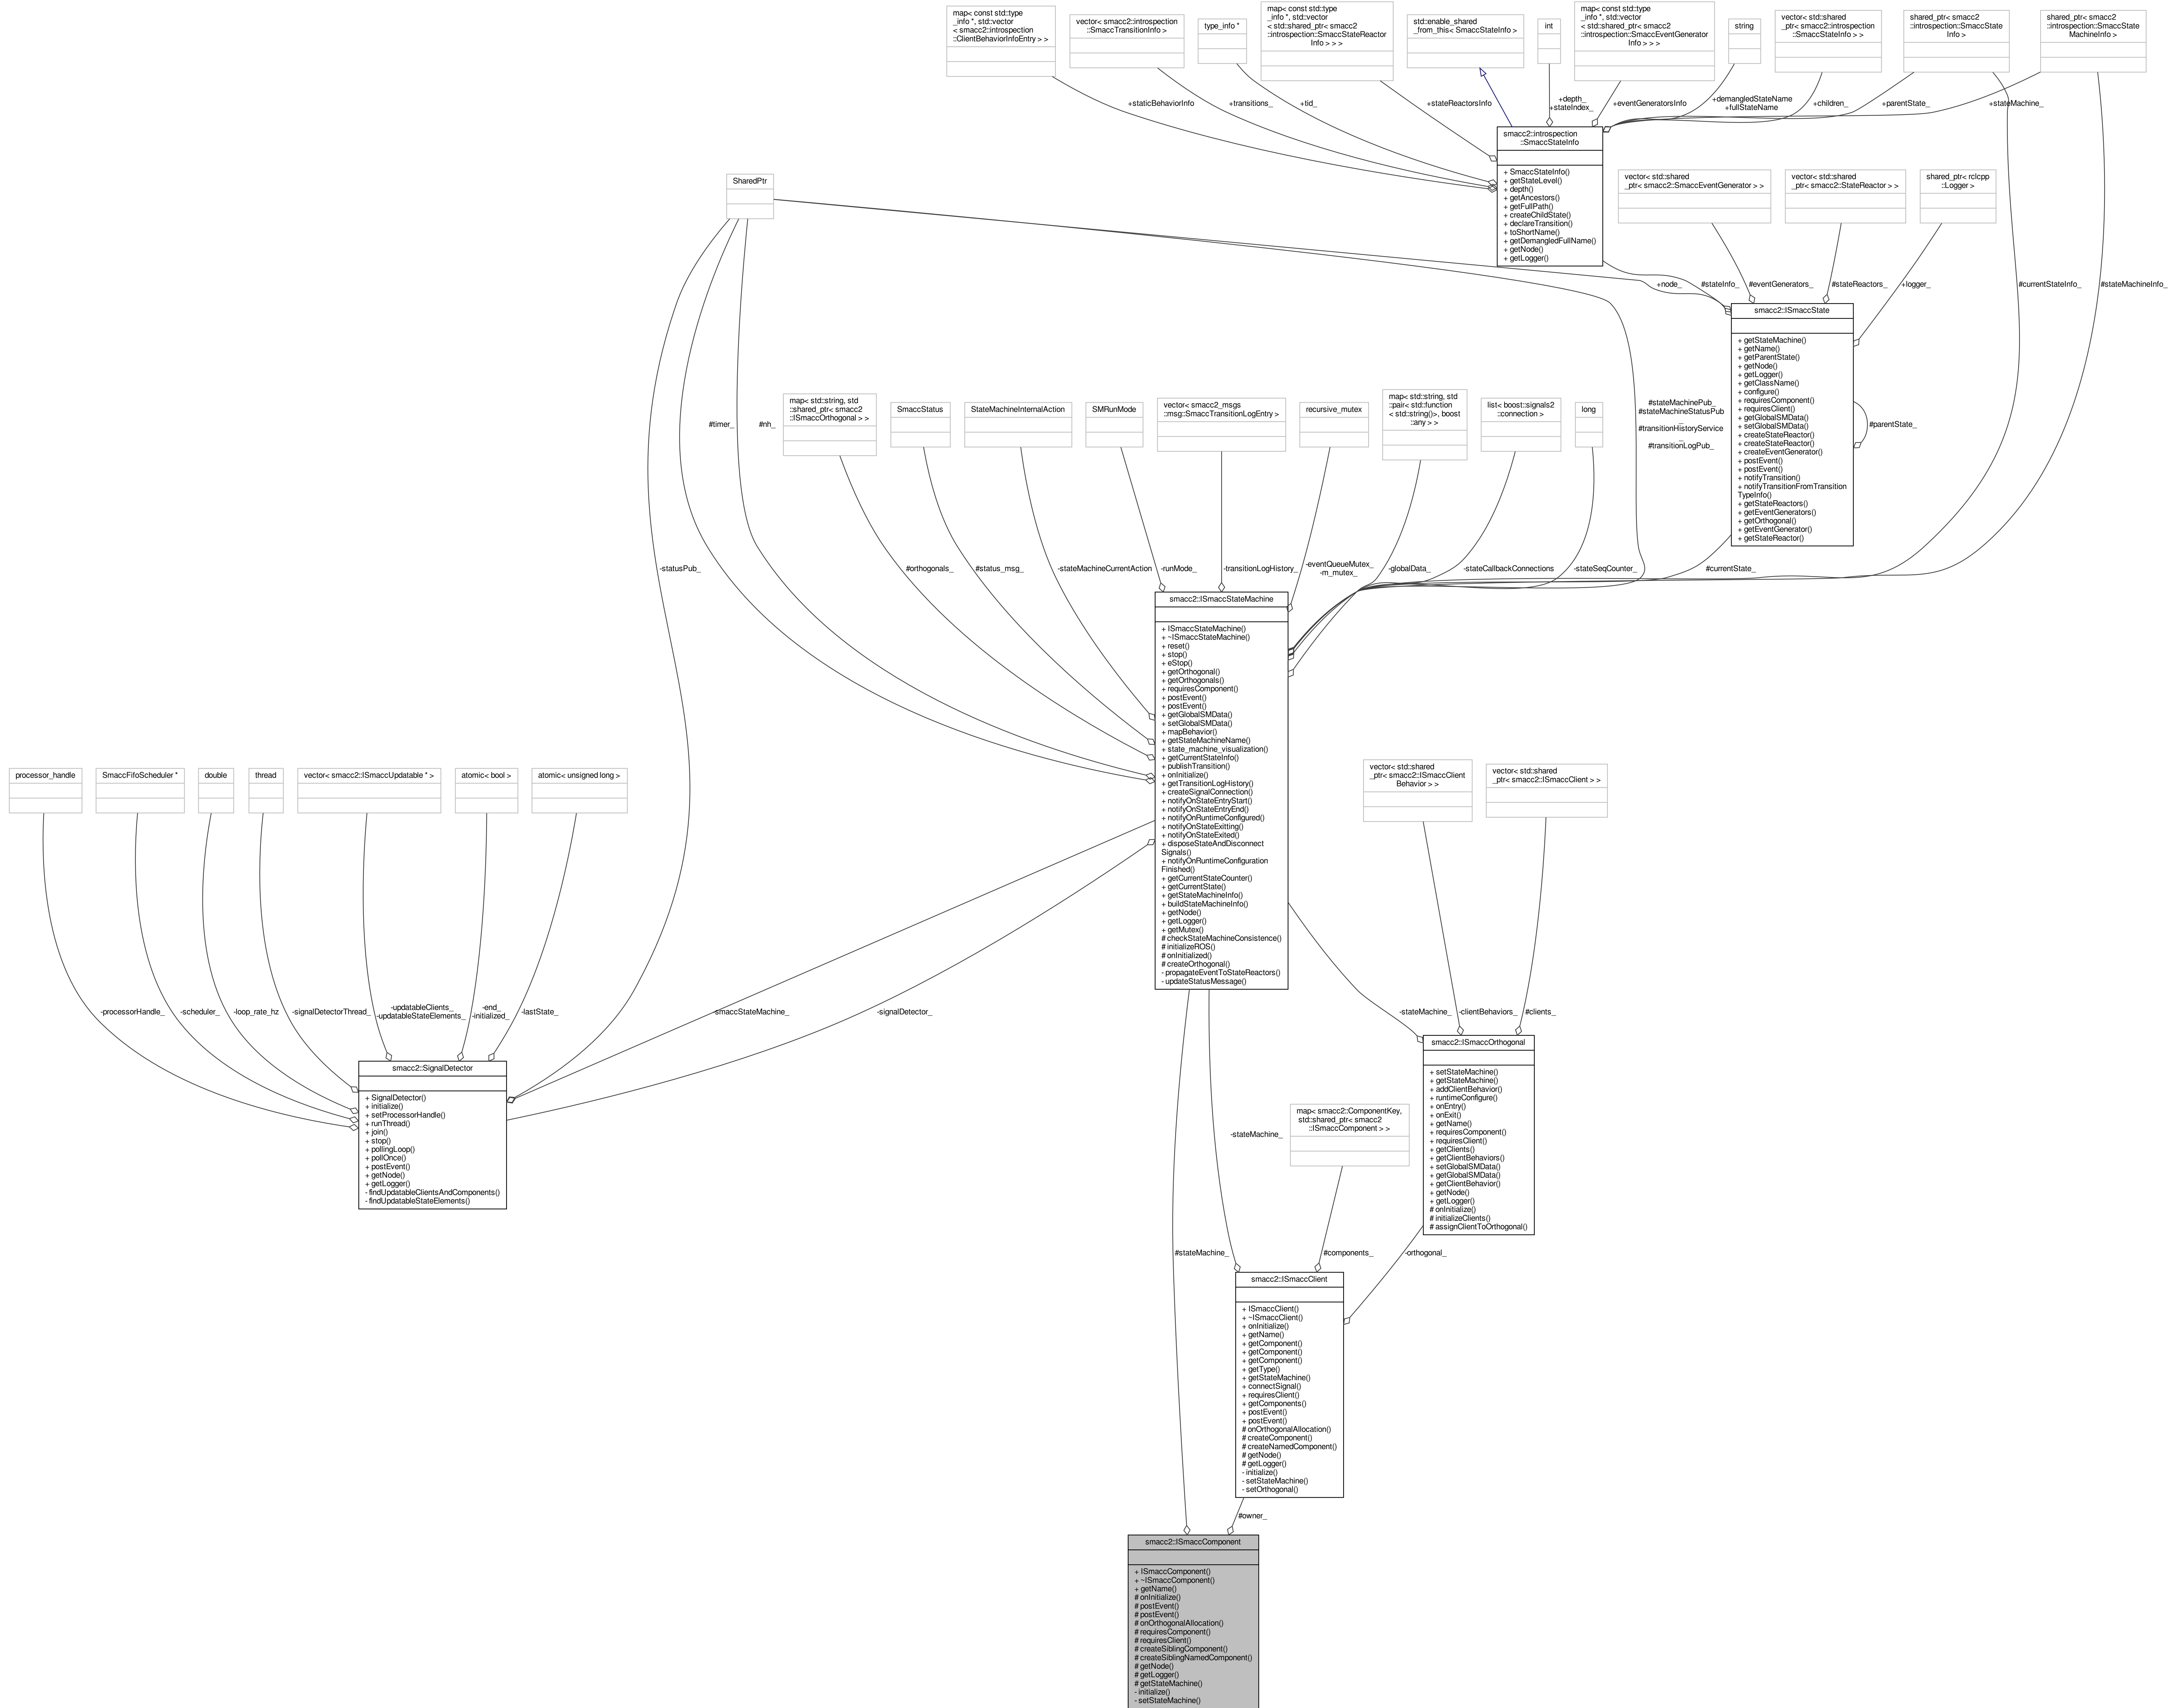 map< const std::type
_info *, std::vector
< smacc2::introspection
::ClientBehaviorInfoEntry > >
vector< smacc2::introspection
::SmaccTransitionInfo >
type_info *
map< const std::type
_info *, std::vector
< std::shared_ptr< smacc2
::introspection::SmaccStateReactor
Info > > >
std::enable_shared
_from_this< SmaccStateInfo >
int
map< const std::type
_info *, std::vector
< std::shared_ptr< smacc2
::introspection::SmaccEventGenerator
Info > > >
string
vector< std::shared
_ptr< smacc2::introspection
::SmaccStateInfo > >
shared_ptr< smacc2
::introspection::SmaccState
Info >
shared_ptr< smacc2
::introspection::SmaccState
MachineInfo >
+staticBehaviorInfo
+transitions_
+tid_
+stateReactorsInfo
+depth_
+stateIndex_
+eventGeneratorsInfo
+demangledStateName
+fullStateName
+children_
+parentState_
+stateMachine_
smacc2::introspection
::SmaccStateInfo
+ SmaccStateInfo()
+ getStateLevel()
+ depth()
+ getAncestors()
+ getFullPath()
+ createChildState()
+ declareTransition()
+ toShortName()
+ getDemangledFullName()
+ getNode()
+ getLogger()
SharedPtr
vector< std::shared
_ptr< smacc2::SmaccEventGenerator > >
vector< std::shared
_ptr< smacc2::StateReactor > >
shared_ptr< rclcpp
::Logger >
+node_
#stateInfo_
#eventGenerators_
#stateReactors_
+logger_
#currentStateInfo_
#stateMachineInfo_
smacc2::ISmaccState
+ getStateMachine()
+ getName()
+ getParentState()
+ getNode()
+ getLogger()
+ getClassName()
+ configure()
+ requiresComponent()
+ requiresClient()
+ getGlobalSMData()
+ setGlobalSMData()
+ createStateReactor()
+ createStateReactor()
+ createEventGenerator()
+ postEvent()
+ postEvent()
+ notifyTransition()
+ notifyTransitionFromTransition
TypeInfo()
+ getStateReactors()
+ getEventGenerators()
+ getOrthogonal()
+ getEventGenerator()
+ getStateReactor()
#parentState_
#timer_
#nh_
map< std::string, std
::shared_ptr< smacc2
::ISmaccOrthogonal > >
SmaccStatus
StateMachineInternalAction
SMRunMode
vector< smacc2_msgs
::msg::SmaccTransitionLogEntry >
recursive_mutex
map< std::string, std
::pair< std::function
< std::string()>, boost
::any > >
list< boost::signals2
::connection >
long
#stateMachinePub_
#stateMachineStatusPub
_
#transitionHistoryService
_
#transitionLogPub_
-statusPub_
#orthogonals_
#status_msg_
-stateMachineCurrentAction
-runMode_
-transitionLogHistory_
-eventQueueMutex_
-m_mutex_
-globalData_
-stateCallbackConnections
-stateSeqCounter_
#currentState_
smacc2::ISmaccStateMachine
+ ISmaccStateMachine()
+ ~ISmaccStateMachine()
+ reset()
+ stop()
+ eStop()
+ getOrthogonal()
+ getOrthogonals()
+ requiresComponent()
+ postEvent()
+ postEvent()
+ getGlobalSMData()
+ setGlobalSMData()
+ mapBehavior()
+ getStateMachineName()
+ state_machine_visualization()
+ getCurrentStateInfo()
+ publishTransition()
+ onInitialize()
+ getTransitionLogHistory()
+ createSignalConnection()
+ notifyOnStateEntryStart()
+ notifyOnStateEntryEnd()
+ notifyOnRuntimeConfigured()
+ notifyOnStateExitting()
+ notifyOnStateExited()
+ disposeStateAndDisconnect
Signals()
+ notifyOnRuntimeConfiguration
Finished()
+ getCurrentStateCounter()
+ getCurrentState()
+ getStateMachineInfo()
+ buildStateMachineInfo()
+ getNode()
+ getLogger()
+ getMutex()
# checkStateMachineConsistence()
# initializeROS()
# onInitialized()
# createOrthogonal()
- propagateEventToStateReactors()
- updateStatusMessage()
processor_handle
SmaccFifoScheduler *
double
thread
vector< smacc2::ISmaccUpdatable * >
atomic< bool >
atomic< unsigned long >
vector< std::shared
_ptr< smacc2::ISmaccClient
Behavior > >
vector< std::shared
_ptr< smacc2::ISmaccClient > >
-processorHandle_
-scheduler_
-loop_rate_hz
-signalDetectorThread_
-updatableClients_
-updatableStateElements_
-end_
-initialized_
-lastState_
-smaccStateMachine_
-signalDetector_
-stateMachine_
-clientBehaviors_
#clients_
smacc2::SignalDetector
+ SignalDetector()
+ initialize()
+ setProcessorHandle()
+ runThread()
+ join()
+ stop()
+ pollingLoop()
+ pollOnce()
+ postEvent()
+ getNode()
+ getLogger()
- findUpdatableClientsAndComponents()
- findUpdatableStateElements()
smacc2::ISmaccOrthogonal
+ setStateMachine()
+ getStateMachine()
+ addClientBehavior()
+ runtimeConfigure()
+ onEntry()
+ onExit()
+ getName()
+ requiresComponent()
+ requiresClient()
+ getClients()
+ getClientBehaviors()
+ setGlobalSMData()
+ getGlobalSMData()
+ getClientBehavior()
+ getNode()
+ getLogger()
# onInitialize()
# initializeClients()
# assignClientToOrthogonal()
map< smacc2::ComponentKey,
std::shared_ptr< smacc2
::ISmaccComponent > >
-stateMachine_
#stateMachine_
#components_
-orthogonal_
smacc2::ISmaccClient
+ ISmaccClient()
+ ~ISmaccClient()
+ onInitialize()
+ getName()
+ getComponent()
+ getComponent()
+ getComponent()
+ getType()
+ getStateMachine()
+ connectSignal()
+ requiresClient()
+ getComponents()
+ postEvent()
+ postEvent()
# onOrthogonalAllocation()
# createComponent()
# createNamedComponent()
# getNode()
# getLogger()
- initialize()
- setStateMachine()
- setOrthogonal()
#owner_
smacc2::ISmaccComponent
+ ISmaccComponent()
+ ~ISmaccComponent()
+ getName()
# onInitialize()
# postEvent()
# postEvent()
# onOrthogonalAllocation()
# requiresComponent()
# requiresClient()
# createSiblingComponent()
# createSiblingNamedComponent()
# getNode()
# getLogger()
# getStateMachine()
- initialize()
- setStateMachine()